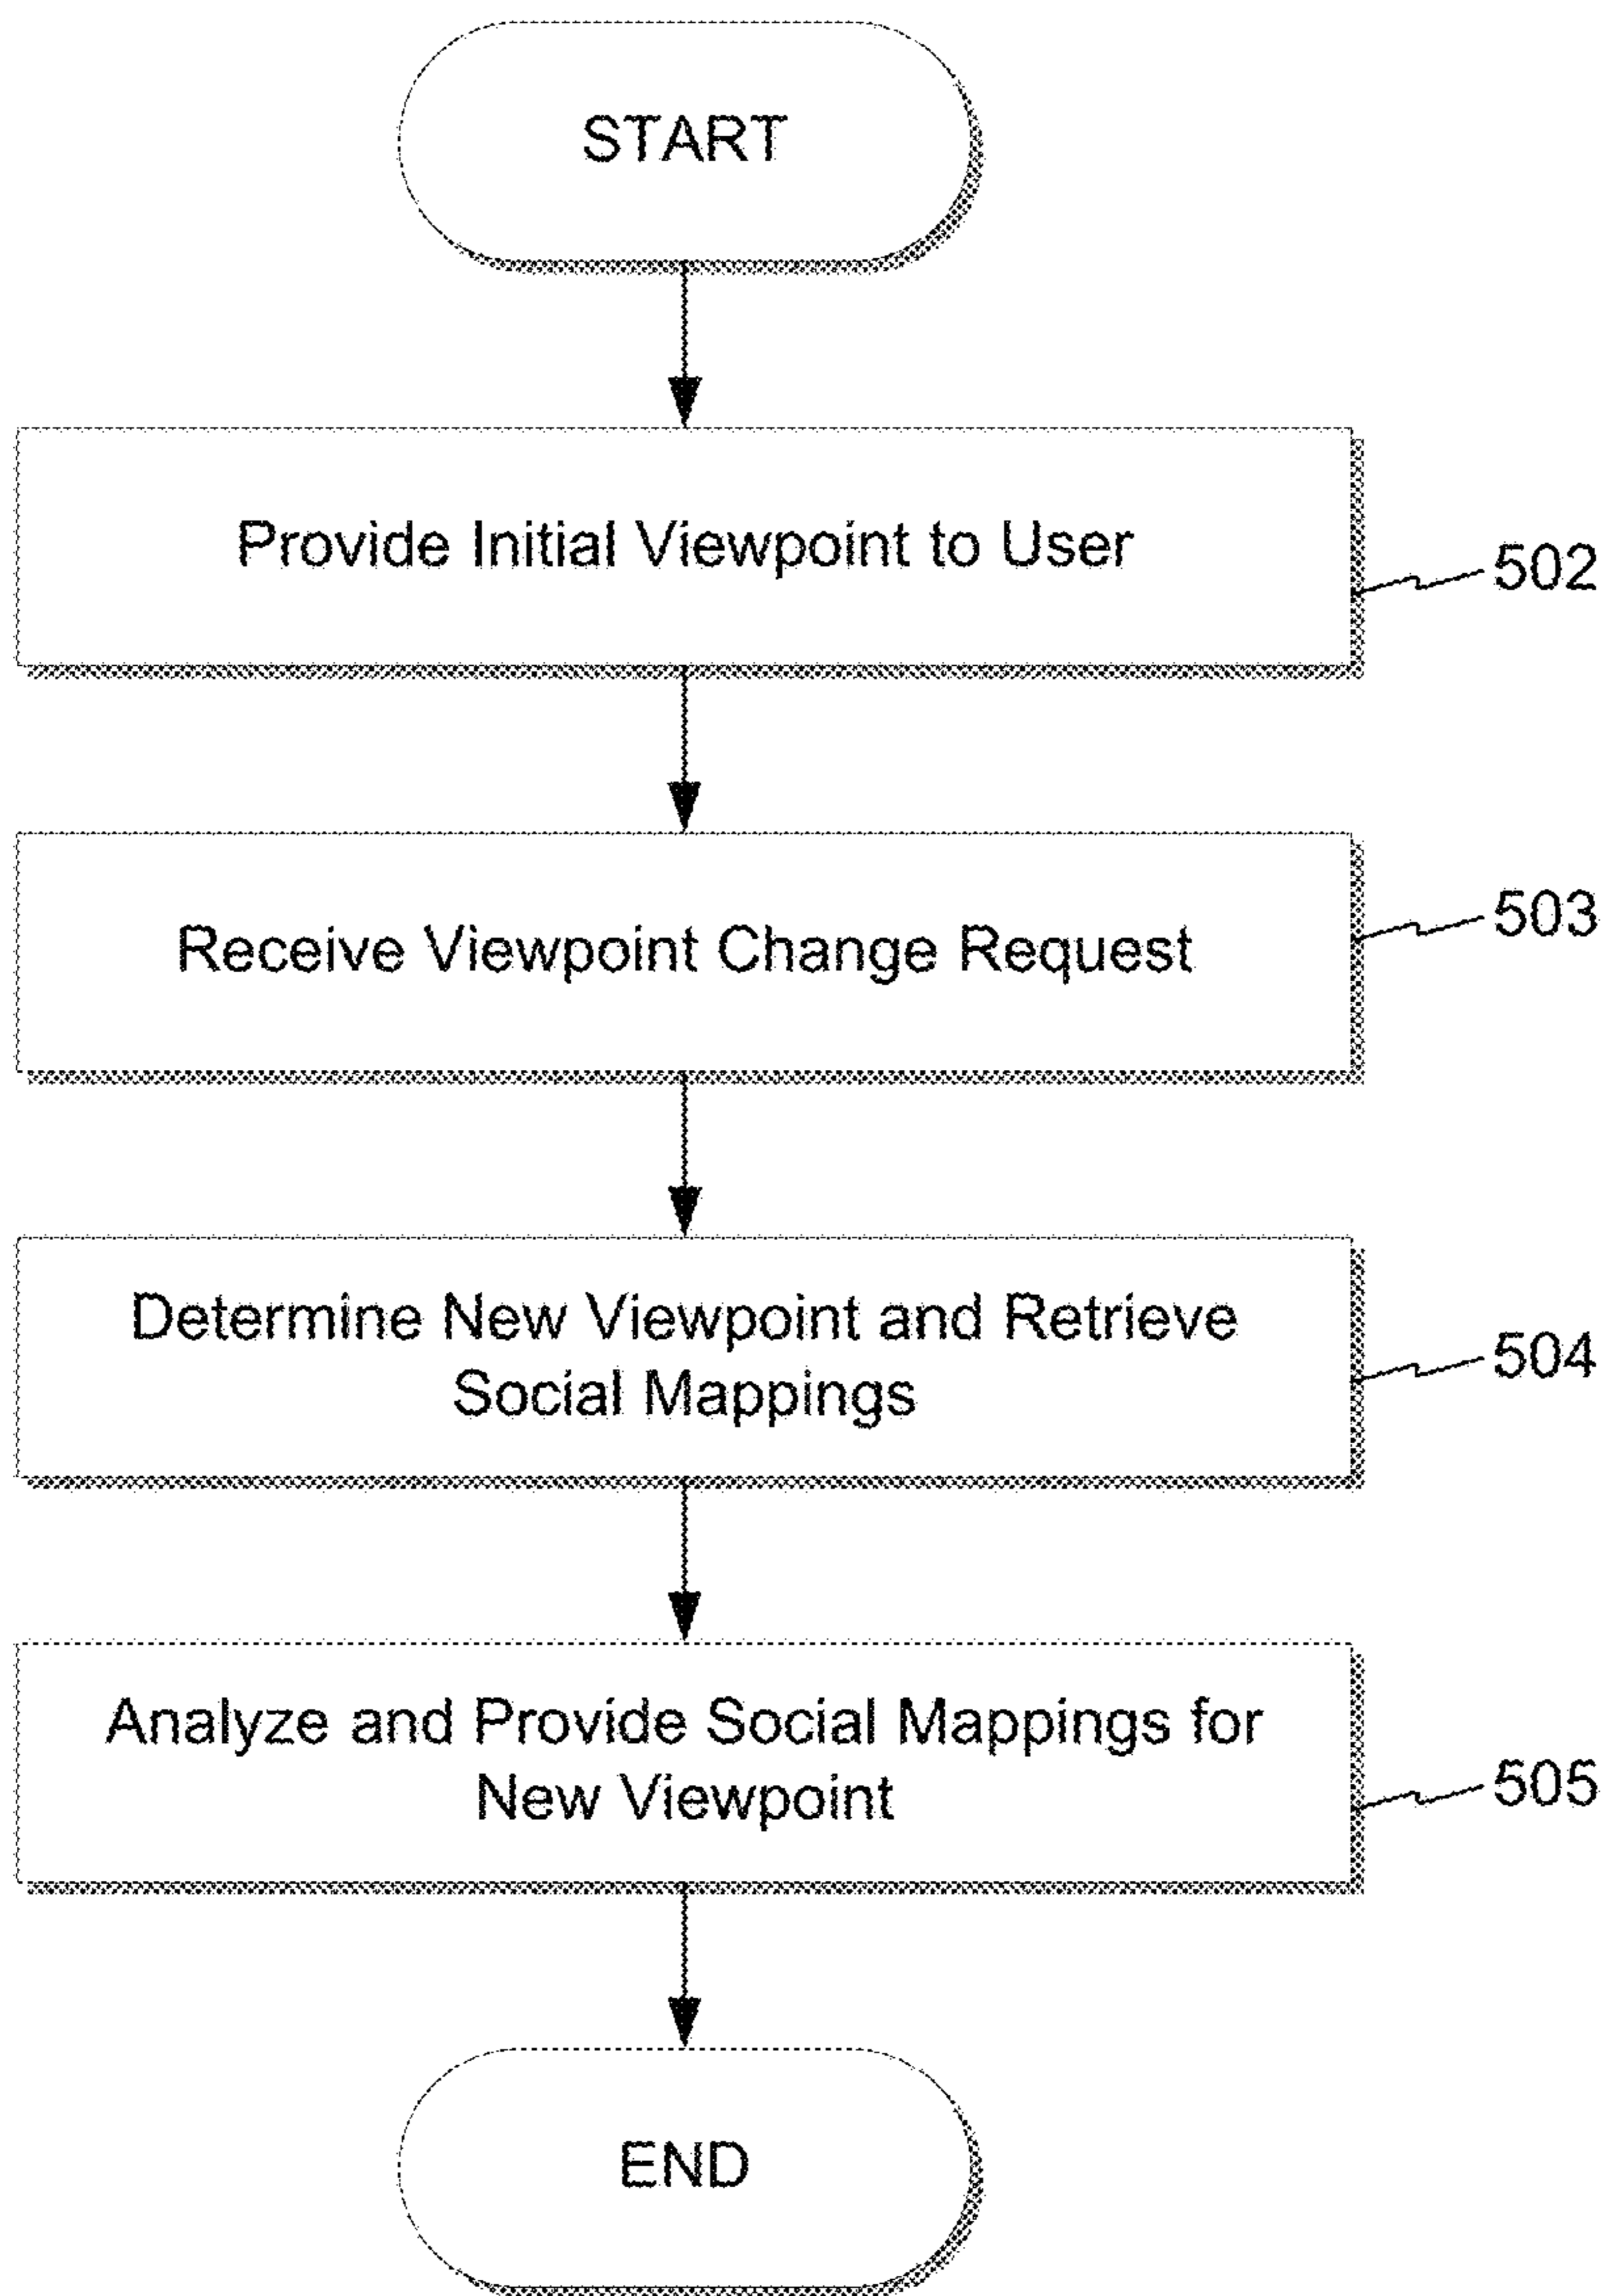 START
Provide Initial Viewpoint to User
502
Receive Viewpoint Change Request
503
Determine New Viewpoint and Retrieve
Social Mappings
504
Analyze and Provide Social Mappings for
New Viewpoint
505
END